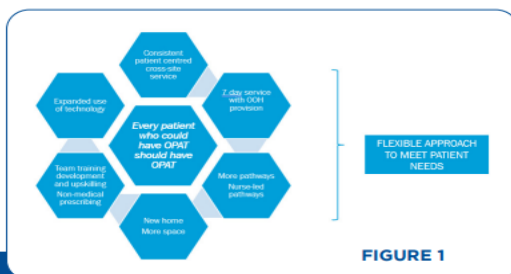 Consistent
patient centred
cross-site
service
7 day service
with OOH
provision
More pathways
Nurse-led
pathways
New home
More space
Team training
development
and upskilling
Non-medical
prescribing
Expanded use
of technology
Every patient
who could
have OPAT
should have
OPAT
FLEXIBLE APPROACH
TO MEET PATIENT
NEEDS
FIGURE 1